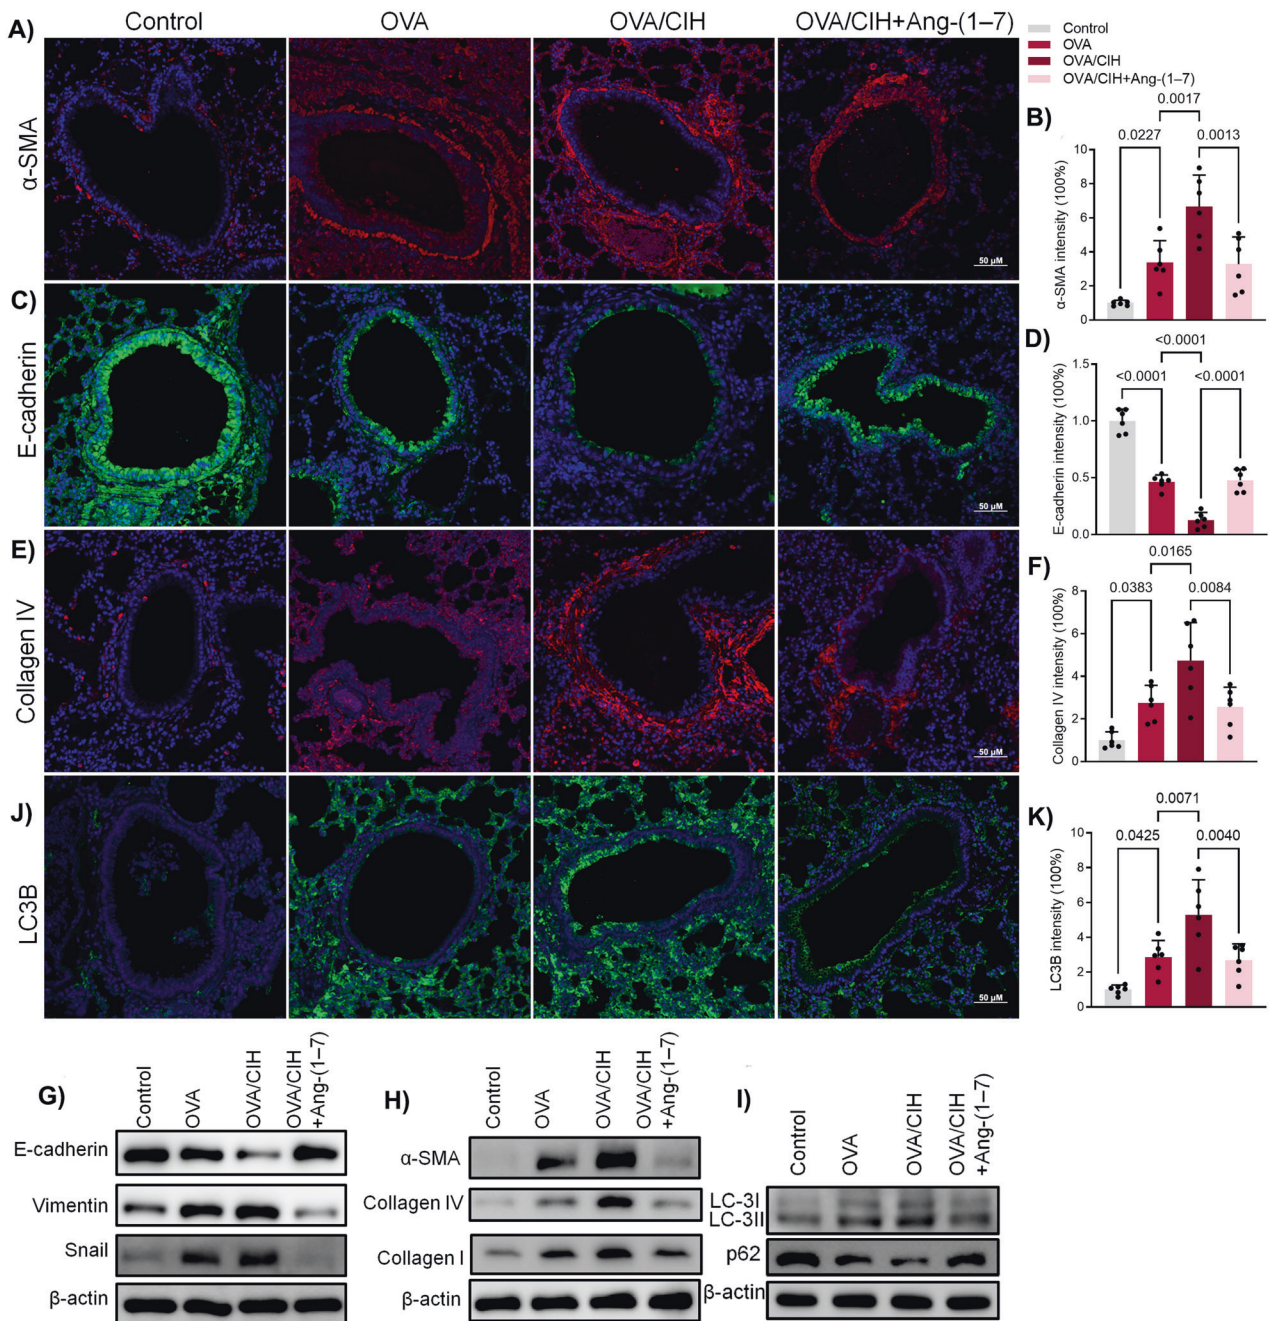 Control OVA OVA/CIH OVA/CIH+Ang-(1–7)
Control
OVA
OVA/CIH
OVA/CIH+Ang-(1–7)
A)
α-SMA
50 μM
B)
0.0017
0.0227 0.0013
α-SMA intensity (100%)
10
8
6
4
2
0
C)
E-cadherin
50 μM
D)
<0.0001
<0.0001 <0.0001
E-cadherin intensity (100%)
1.5
1.0
0.5
0.0
E)
Collagen IV
50 μM
F)
0.0165
0.0383 0.0084
Collagen IV intensity (100%)
8
6
4
2
0
J)
LC3B
50 μM
K)
0.0071
0.0425 0.0040
LC3B intensity (100%)
10
8
6
4
2
0
G)
Control
OVA
OVA/CIH
OVA/CIH
+Ang-(1–7)
E-cadherin
Vimentin
Snail
β-actin
H)
Control
OVA
OVA/CIH
OVA/CIH
+Ang-(1–7)
α-SMA
Collagen IV
Collagen I
β-actin
I)
Control
OVA
OVA/CIH
OVA/CIH
+Ang-(1–7)
LC-3I
LC-3II
p62
β-actin